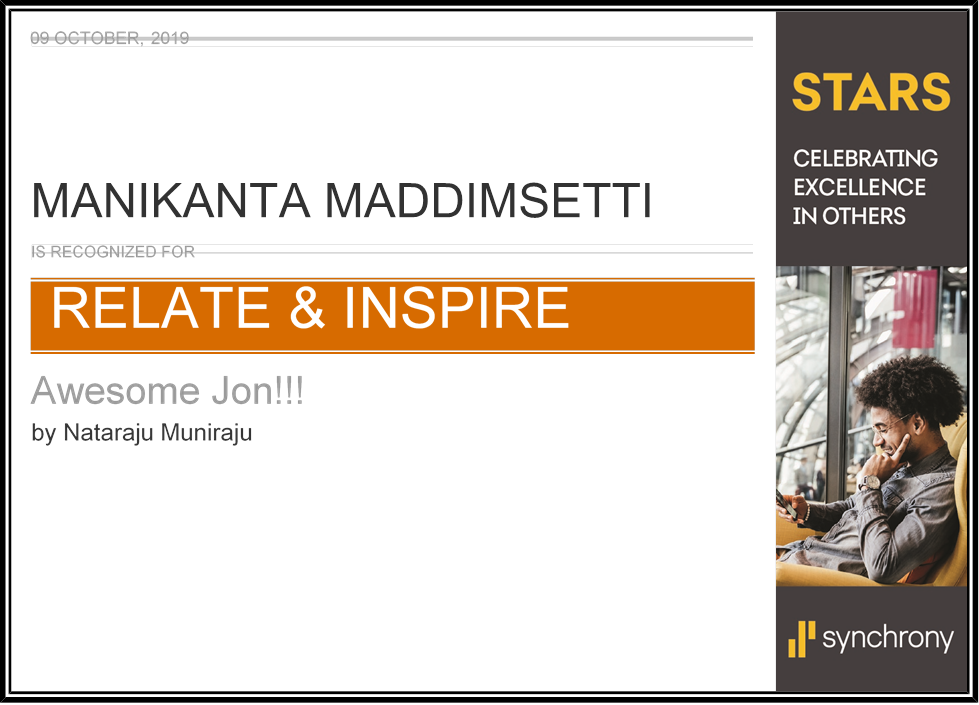 09 OCTOBER, 2019
MANIKANTA MADDIMSETTI
IS RECOGNIZED FOR
RELATE & INSPIRE
Awesome Jon!!!
by Nataraju Muniraju
STARS
CELEBRATING
EXCELLENCE
IN OTHERS
synchrony